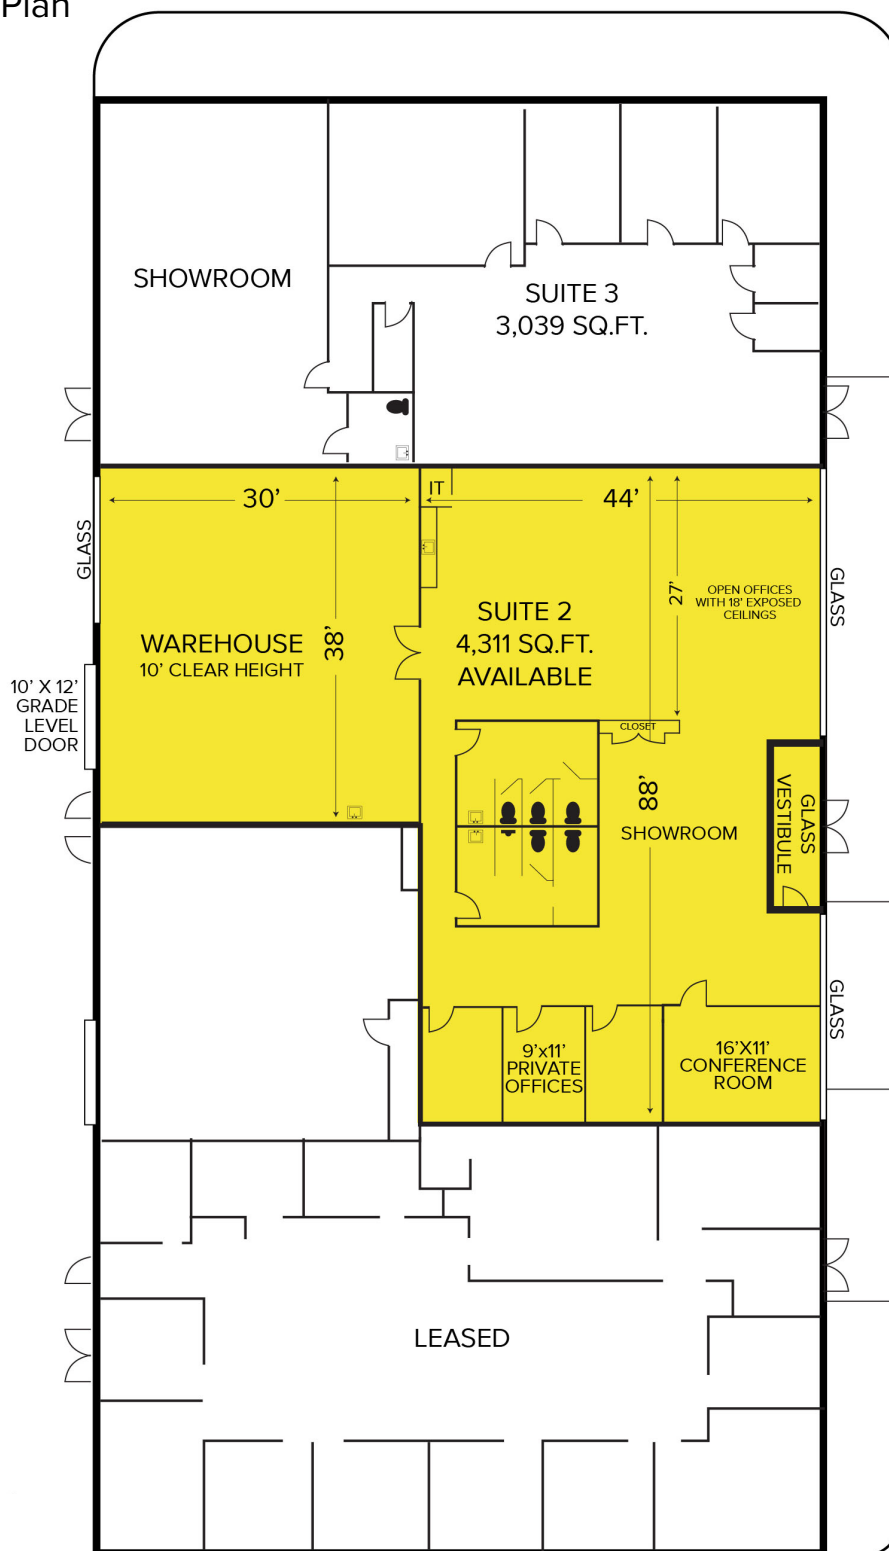 Plan
SHOWROOM
SUITE 3
3,039 SQ.FT.
30’
IT
44’
GLASS
27’
OPEN OFFICES
WITH 18’ EXPOSED
CEILINGS
GLASS
SUITE 2
4,311 SQ.FT.
AVAILABLE
WAREHOUSE
10’ CLEAR HEIGHT
38’
10’ X 12’
GRADE
LEVEL
DOOR
CLOSET
88’
SHOWROOM
GLASS
VESTIBULE
GLASS
9’x11’
PRIVATE
OFFICES
16’X11’
CONFERENCE
ROOM
LEASED